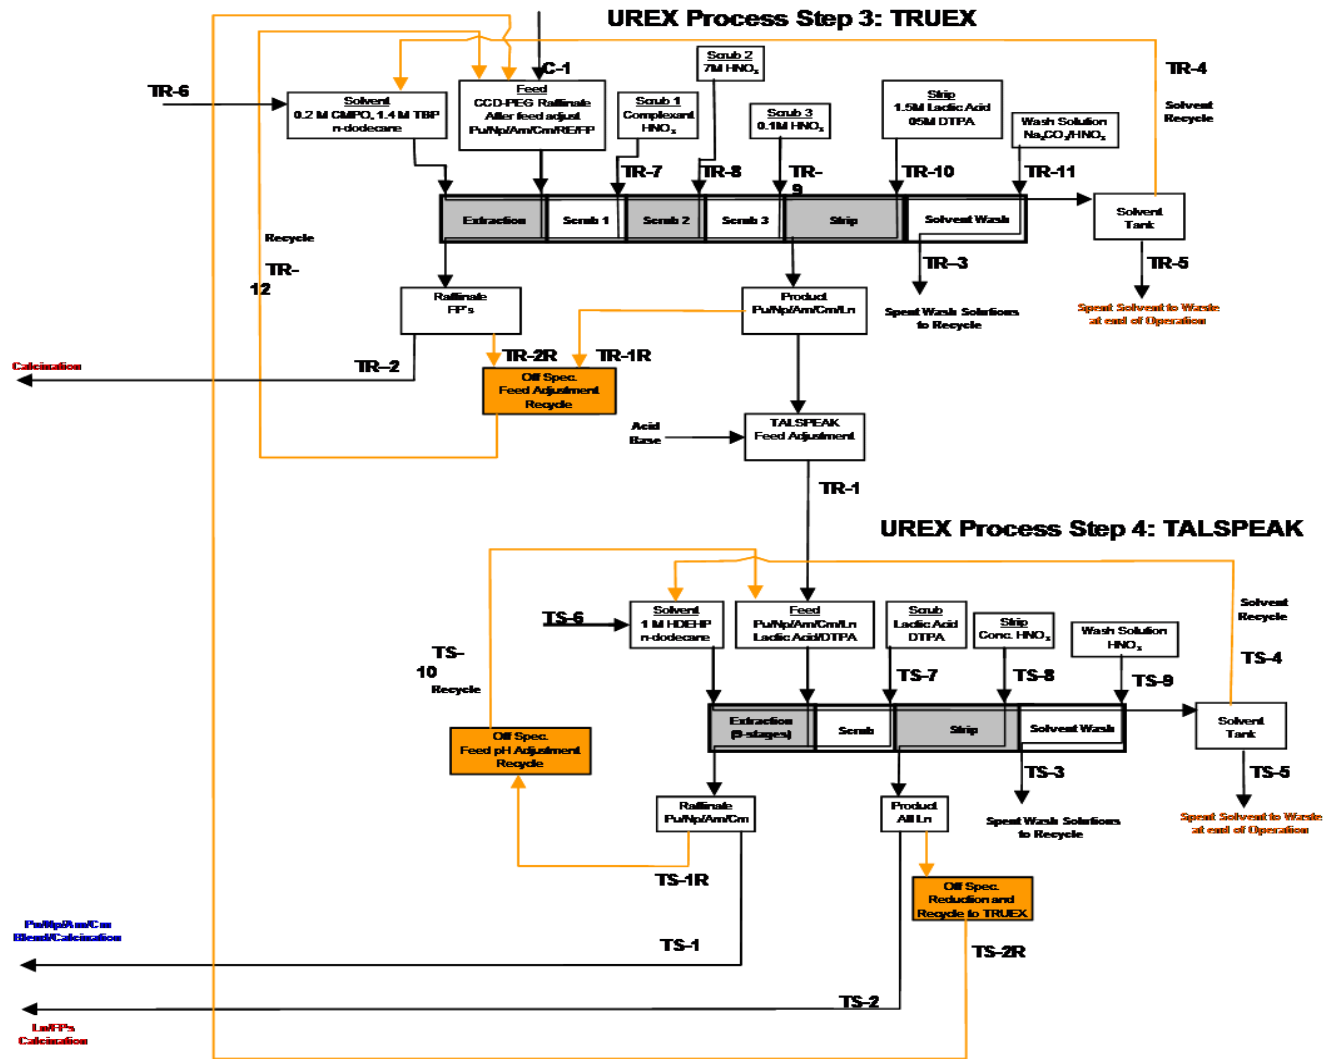 UREX Process Step 3: TRUEX
C-1
TR-6
Solvent
0.2 M CMPO, 1.4 M TBP
n-dodecane
Feed
CCD-PEG Raffinate
After feed adjust
Pu/Np/Am/Cm/RE/FP
Scrub 1
Complexant
HNO₃
Scrub 2
7M HNO₃
Scrub 3
0.1M HNO₃
Strip
1.5M Lactic Acid
05M DTPA
Wash Solution
Na₂CO₃/HNO₃
TR-4
Solvent
Recycle
TR-7
TR-8
TR-
9
TR-10
TR-11
Extraction
Scrub 1
Scrub 2
Scrub 3
Strip
Solvent Wash
Solvent
Tank
Recycle
TR-
12
TR-3
TR-5
Raffinate
FP's
Product
Pu/Np/Am/Cm/Ln
Spent Wash Solutions
to Recycle
Spent Solvent to Waste
at end of Operation
Calcination
TR-2
TR-2R
TR-1R
Off Spec.
Feed Adjustment
Recycle
Acid
Base
TALSPEAK
Feed Adjustment
TR-1
UREX Process Step 4: TALSPEAK
TS-6
Solvent
1 M HDEHP
n-dodecane
Feed
Pu/Np/Am/Cm/Ln
Lactic Acid/DTPA
Scrub
Lactic Acid
DTPA
Strip
Conc. HNO₃
Wash Solution
HNO₃
Solvent
Recycle
TS-4
TS-
10
Recycle
TS-7
TS-8
TS-9
Extraction
(9-stages)
Scrub
Strip
Solvent Wash
Solvent
Tank
Off Spec.
Feed pH Adjustment
Recycle
TS-3
TS-5
Raffinate
Pu/Np/Am/Cm
Product
All Ln
Spent Wash Solutions
to Recycle
Spent Solvent to Waste
at end of Operation
TS-1R
Off Spec.
Reduction and
Recycle to TRUEX
Pu/Np/Am/Cm
Blend/Calcination
TS-1
TS-2R
TS-2
Ln/FPs
Calcination